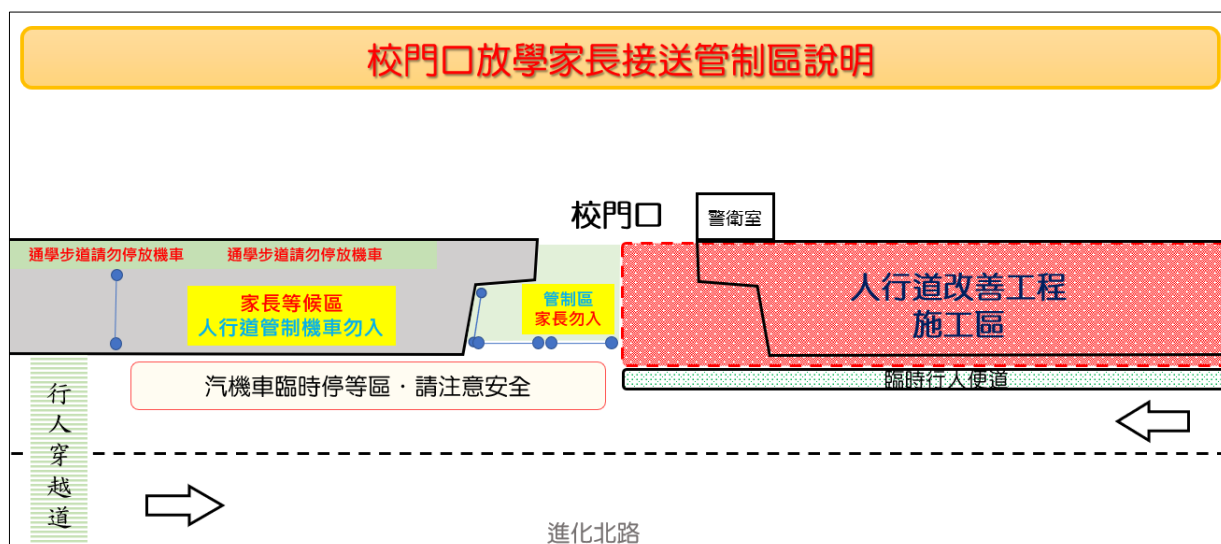 校門口放學家長接送管制區說明
校門口
警衛室
通學步道請勿停放機車
通學步道請勿停放機車
家長等候區
人行道管制機車勿入
管制區
家長勿入
人行道改善工程
施工區
汽機車臨時停等區，請注意安全
臨時行人便道
行人穿越道
進化北路